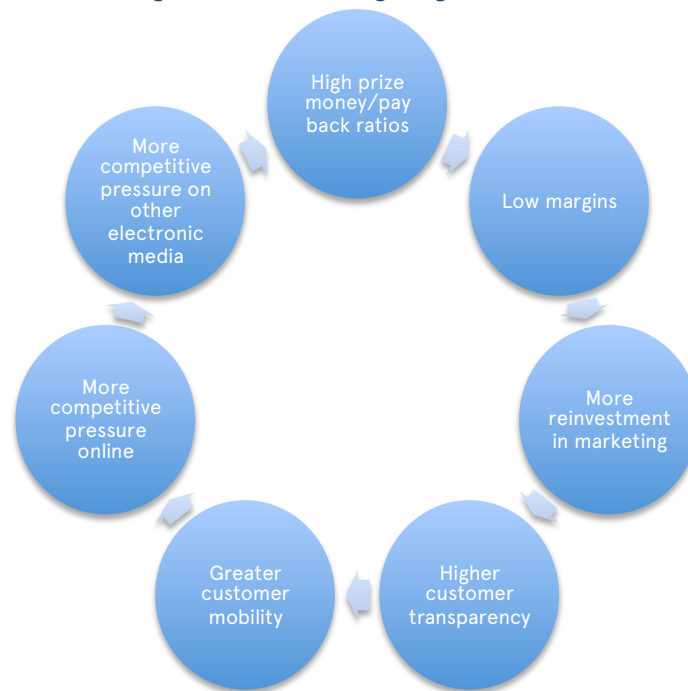 High prize
money/pay
back ratios
Low margins
More
reinvestment
in marketing
Higher
customer
transparency
Greater
customer
mobility
More
competitive
pressure
online
More
competitive
pressure on
other
electronic
media